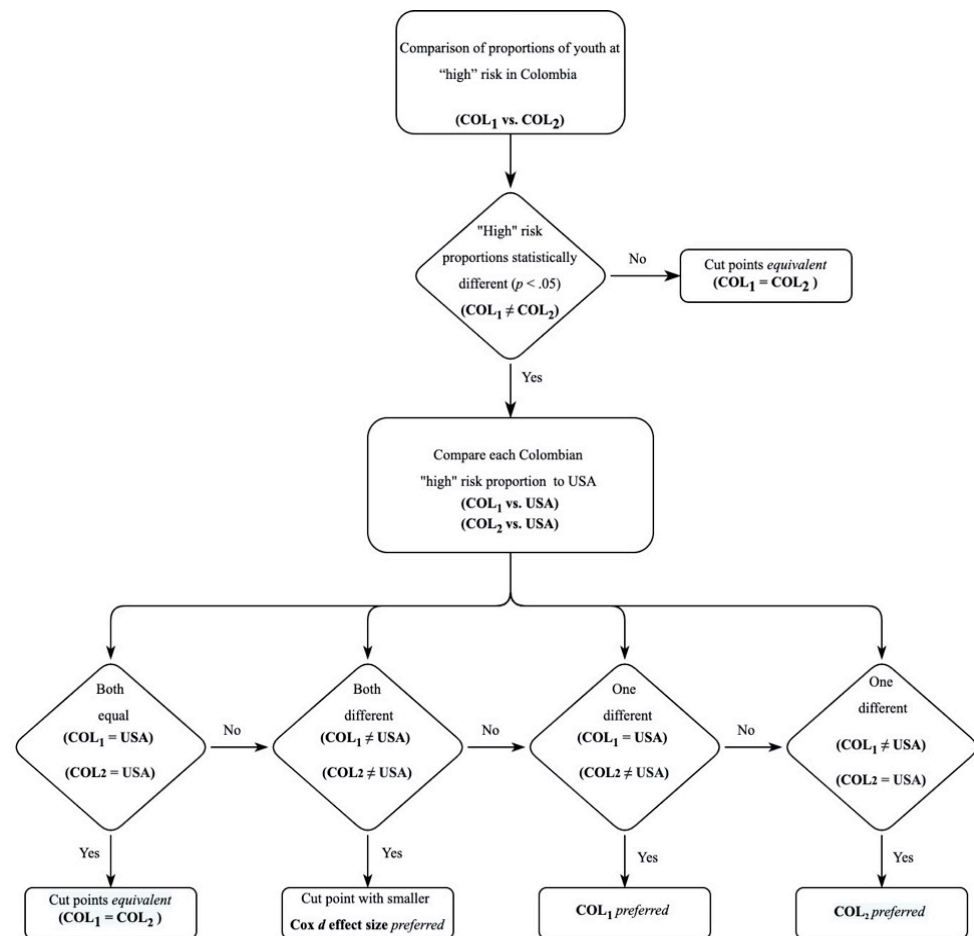 Comparison of proportions of youth at
“high” risk in Colombia
(COL₁ vs. COL₂)
"High" risk
proportions statistically
different (p < .05)
(COL₁ ≠ COL₂)
No
Cut points equivalent
(COL₁ = COL₂ )
Yes
Compare each Colombian
"high" risk proportion to USA
(COL₁ vs. USA)
(COL₂ vs. USA)
Both
equal
(COL₁ = USA)
(COL2 = USA)
No
Both
different
(COL₁ ≠ USA)
(COL2 ≠ USA)
No
One
different
(COL₁ = USA)
(COL2 ≠ USA)
No
One
different
(COL₁ ≠ USA)
(COL2 = USA)
Yes
Yes
Yes
Yes
Cut points equivalent
(COL₁ = COL₂ )
Cut point with smaller
Cox d effect size preferred
COL₁ preferred
COL₂ preferred